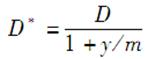 D* = D / (1 + y/m)